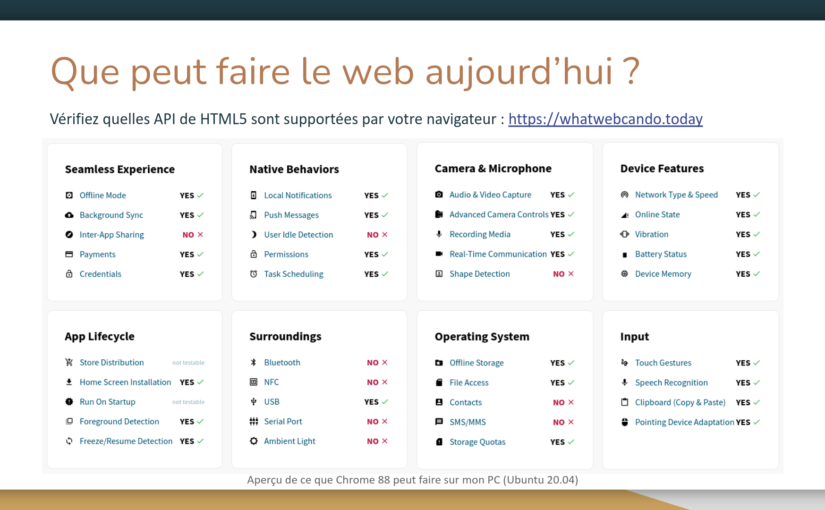 Que peut faire le web aujourd’hui ?
Vérifiez quelles API de HTML5 sont supportées par votre navigateur : https://whatwebcando.today
Seamless Experience
Offline Mode YES ✓
Background Sync YES ✓
Inter-App Sharing NO ✕
Payments YES ✓
Credentials YES ✓
Native Behaviors
Local Notifications YES ✓
Push Messages YES ✓
User Idle Detection NO ✕
Permissions YES ✓
Task Scheduling YES ✓
Camera & Microphone
Audio & Video Capture YES ✓
Advanced Camera Controls YES ✓
Recording Media YES ✓
Real-Time Communication YES ✓
Shape Detection NO ✕
Device Features
Network Type & Speed YES ✓
Online State YES ✓
Vibration YES ✓
Battery Status YES ✓
Device Memory YES ✓
App Lifecycle
Store Distribution not testable
Home Screen Installation YES ✓
Run On Startup not testable
Foreground Detection YES ✓
Freeze/Resume Detection YES ✓
Surroundings
Bluetooth NO ✕
NFC NO ✕
USB YES ✓
Serial Port NO ✕
Ambient Light NO ✕
Operating System
Offline Storage YES ✓
File Access YES ✓
Contacts NO ✕
SMS/MMS NO ✕
Storage Quotas YES ✓
Input
Touch Gestures YES ✓
Speech Recognition YES ✓
Clipboard (Copy & Paste) YES ✓
Pointing Device Adaptation YES ✓
Aperçu de ce que Chrome 88 peut faire sur mon PC (Ubuntu 20.04)